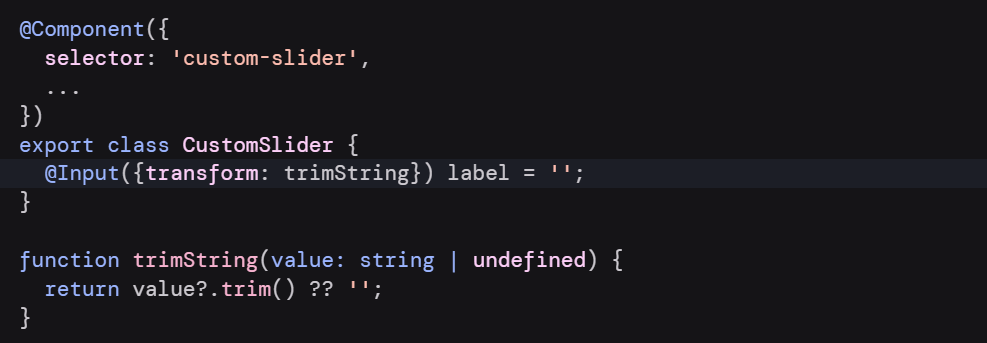 @Component({
  selector: 'custom-slider',
  ...
})
export class CustomSlider {
  @Input({transform: trimString}) label = '';
}

function trimString(value: string | undefined) {
  return value?.trim() ?? '';
}